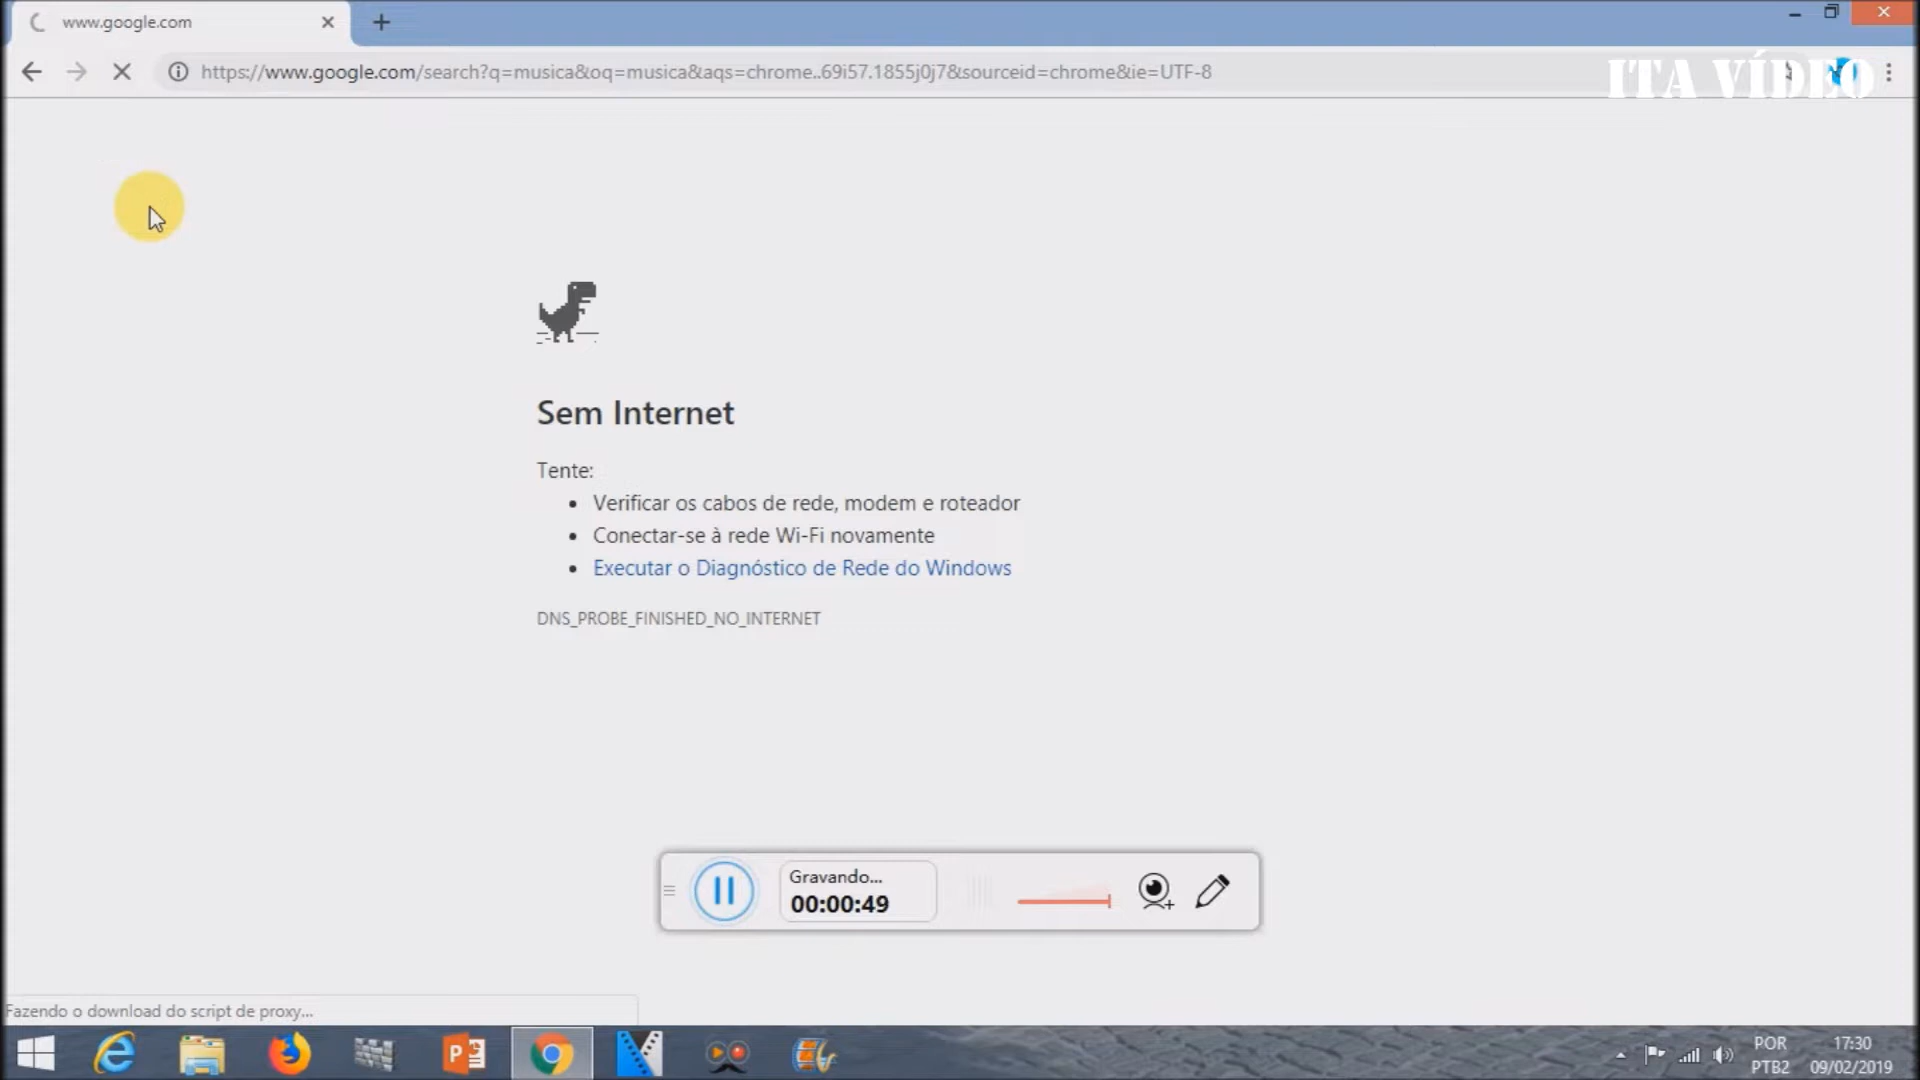 www.google.com
https://www.google.com/search?q=musica&oq=musica&aqs=chrome..69i57.1855j0j7&sourceid=chrome&ie=UTF-8
ITA VÍDEO
Sem Internet
Tente:
Verificar os cabos de rede, modem e roteador
Conectar-se à rede Wi-Fi novamente
Executar o Diagnóstico de Rede do Windows
DNS_PROBE_FINISHED_NO_INTERNET
Gravando...
00:00:49
Fazendo o download do script de proxy...
POR
PTB2
17:30
09/02/2019